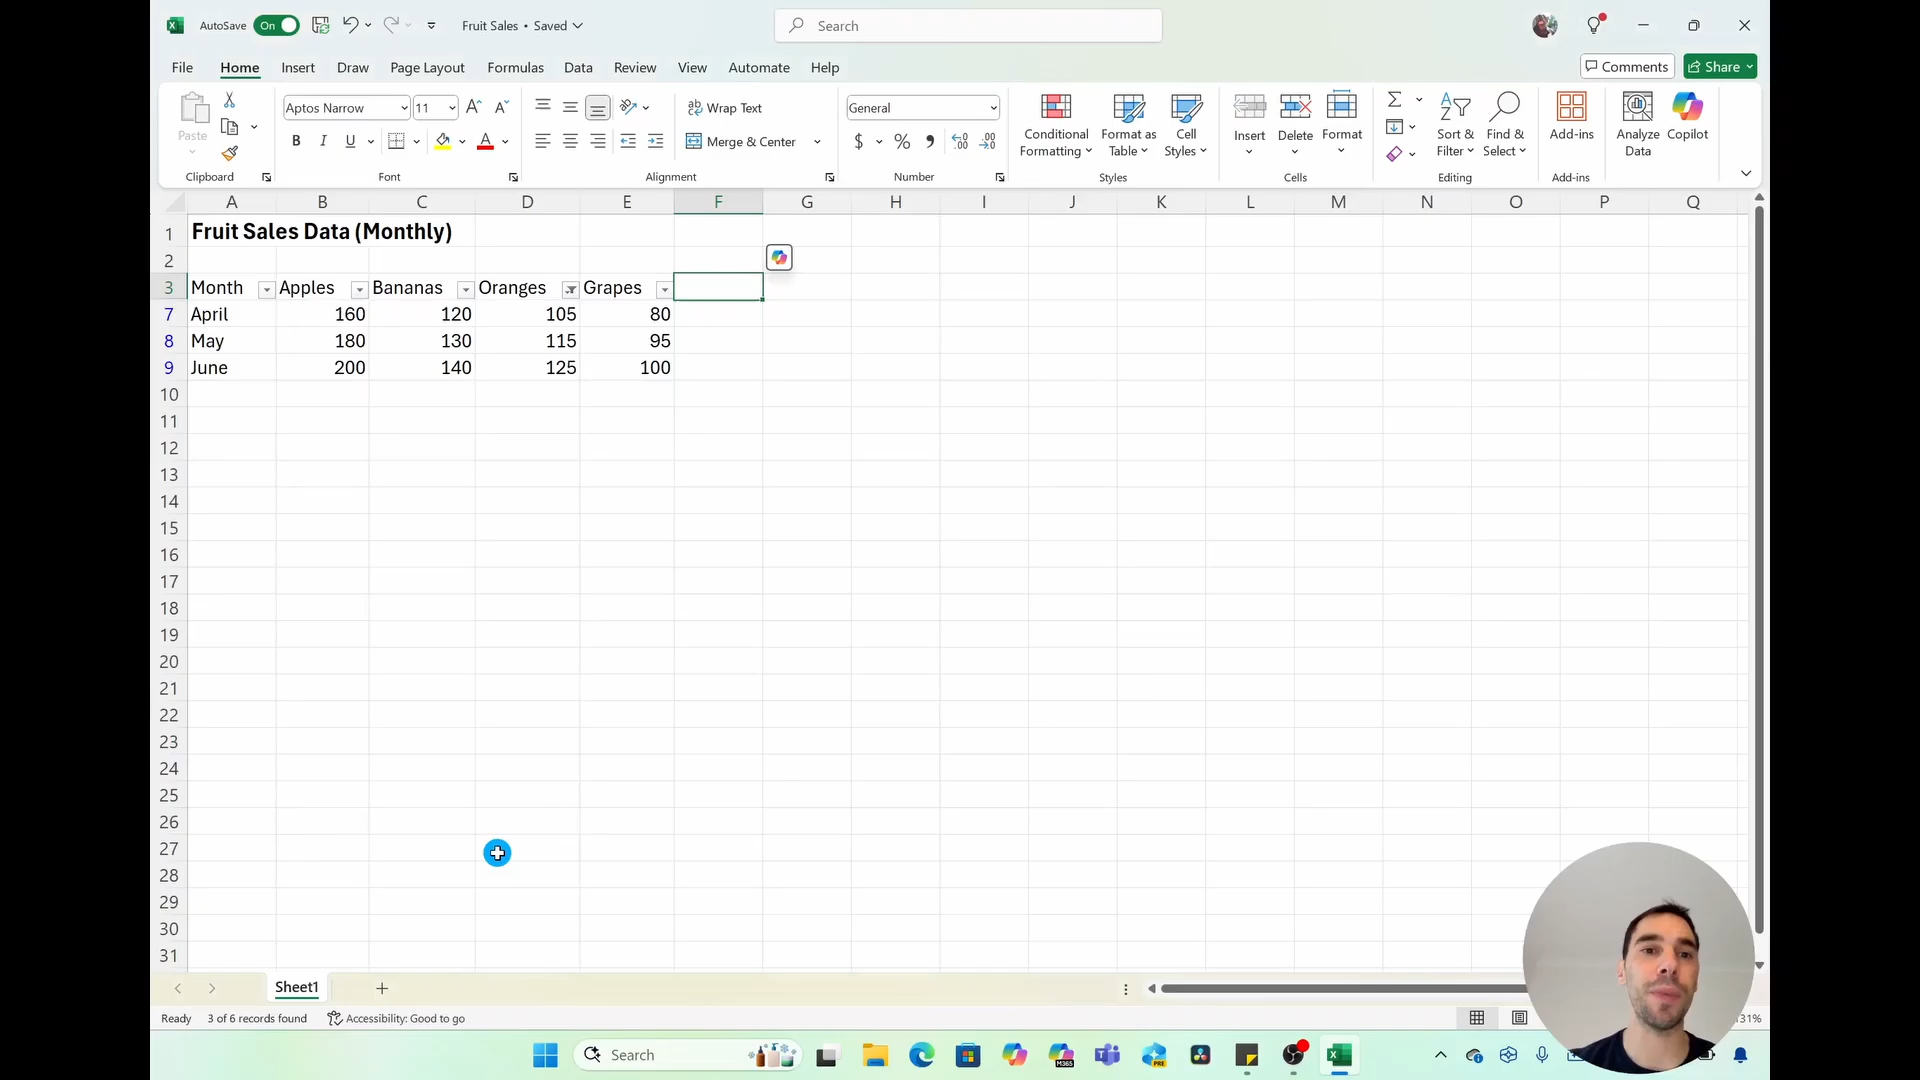 AutoSave On Fruit Sales • Saved Search
File Home Insert Draw Page Layout Formulas Data Review View Automate Help Comments Share
Paste Aptos Narrow 11 A A ab Wrap Text General Conditional Formatting Format as Table Cell Styles Insert Delete Format Sort & Filter Find & Select Add-ins Analyze Data Copilot
B I U A Merge & Center $ %
Clipboard Font Alignment Number Styles Cells Editing Add-ins
A B C D E F G H I J K L M N O P Q
1 Fruit Sales Data (Monthly)
2
3 Month Apples Bananas Oranges Grapes
7 April 160 120 105 80
8 May 180 130 115 95
9 June 200 140 125 100
10
11
12
13
14
15
16
17
18
19
20
21
22
23
24
25
26
27
28
29
30
31
Sheet1
Ready 3 of 6 records found Accessibility: Good to go 131%
Search M365 PRE